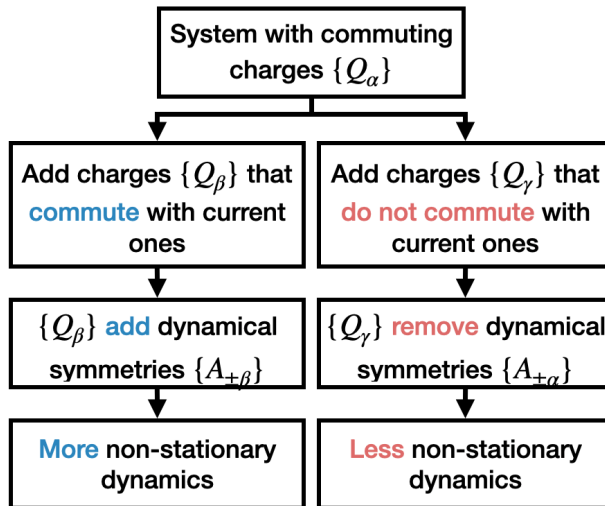 System with commuting
charges {Q_α}
Add charges {Q_β} that
commute with current
ones
Add charges {Q_γ} that
do not commute with
current ones
{Q_β} add dynamical
symmetries {A_±β}
{Q_γ} remove dynamical
symmetries {A_±α}
More non-stationary
dynamics
Less non-stationary
dynamics